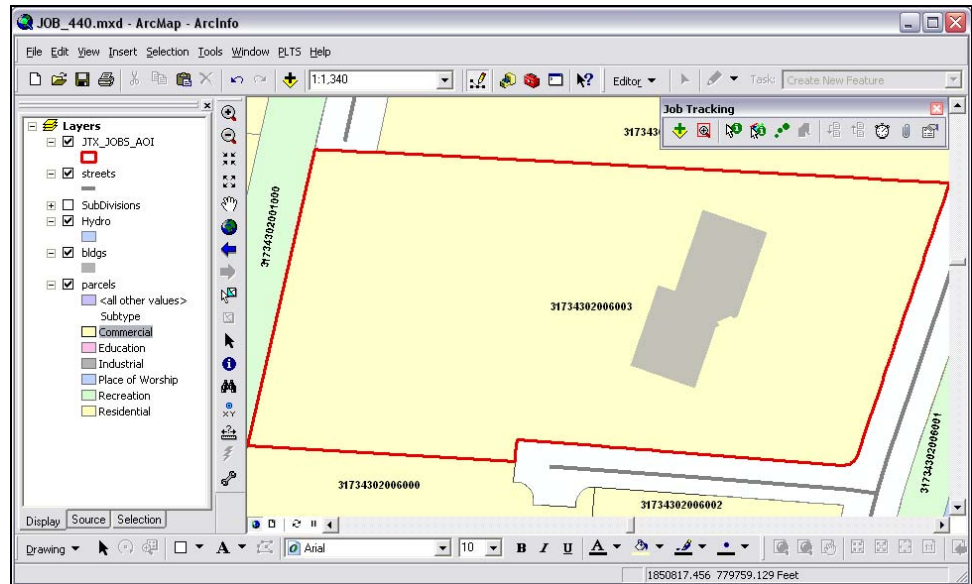 JOB_440.mxd - ArcMap - ArcInfo
File Edit View Insert Selection Tools Window PLTS Help
1:1,340
Editor
Task: Create New Feature
Layers
JTX_JOBS_AOI
streets
SubDivisions
Hydro
bldgs
parcels
<all other values>
Subtype
Commercial
Education
Industrial
Place of Worship
Recreation
Residential
Display Source Selection
XY
Job Tracking
317343
31734302001000
31734302006003
31734302006001
31734302006000
31734302006002
Drawing
A
Arial
10
B I U A
1850817.456 779759.129 Feet